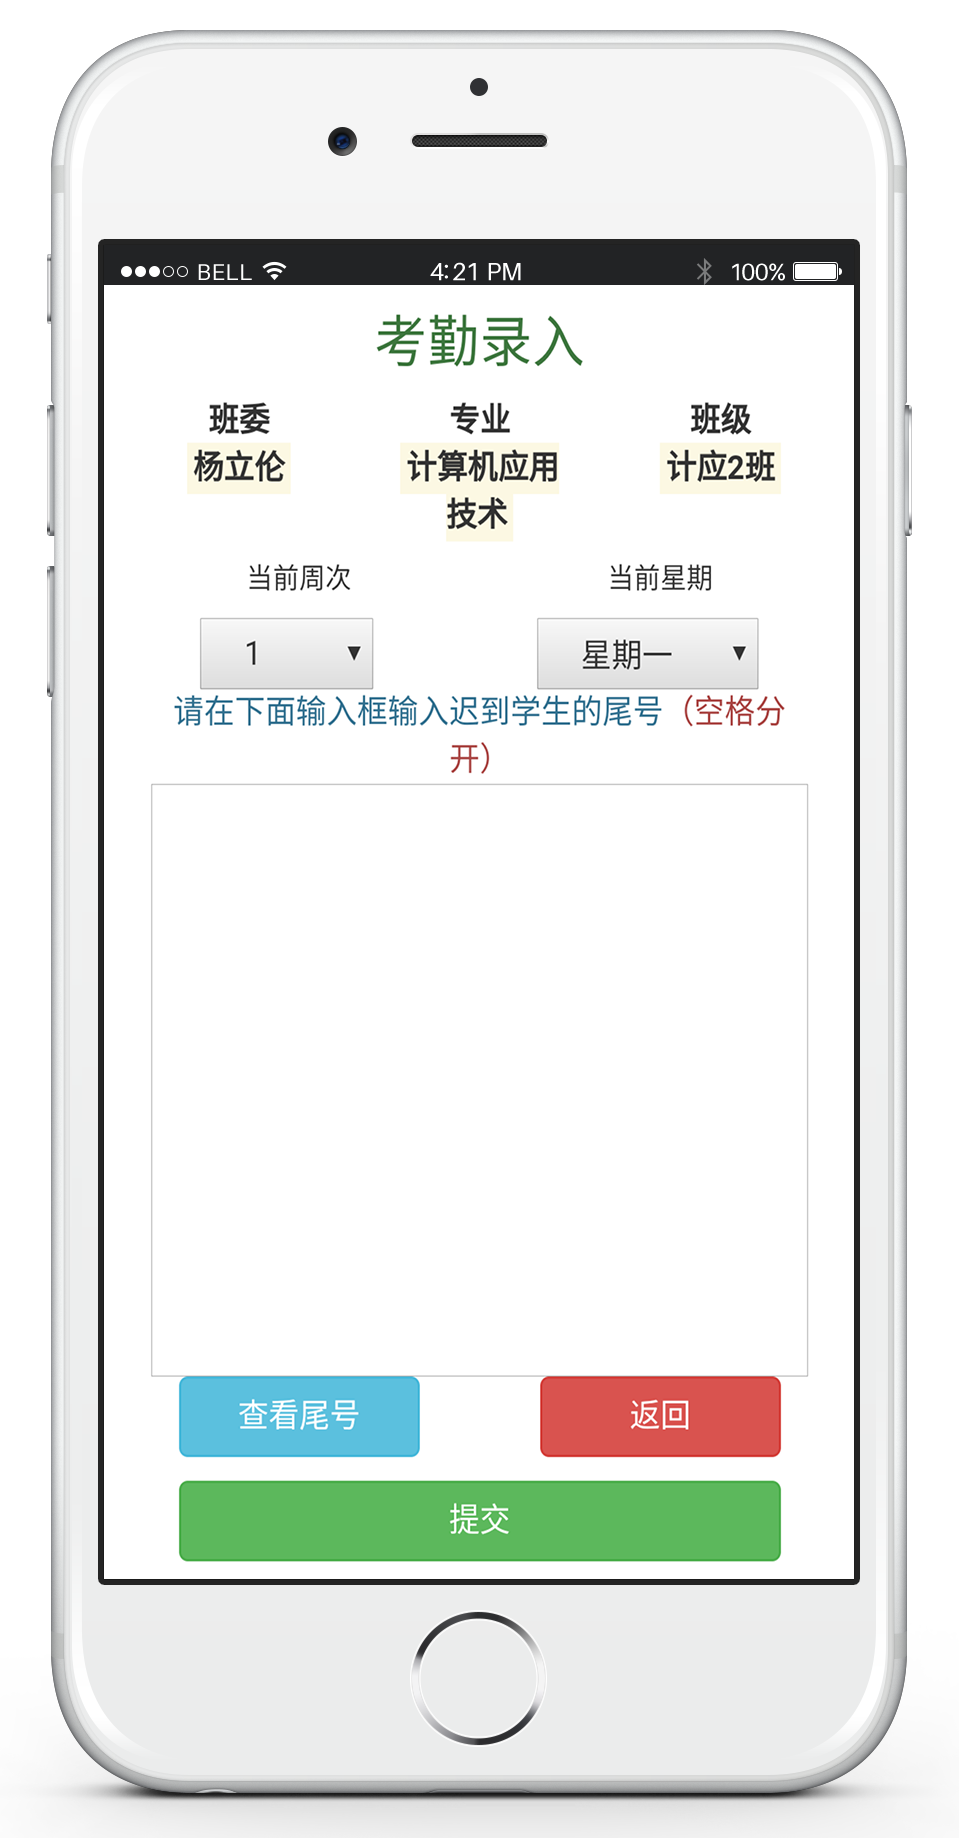 BELL 4:21 PM 100%
考勤录入
班委 专业 班级
杨立伦 计算机应用 计应2班
技术
当前周次 当前星期
1 ▼ 星期一 ▼
请在下面输入框输入迟到学生的尾号（空格分
开）
查看尾号 返回
提交